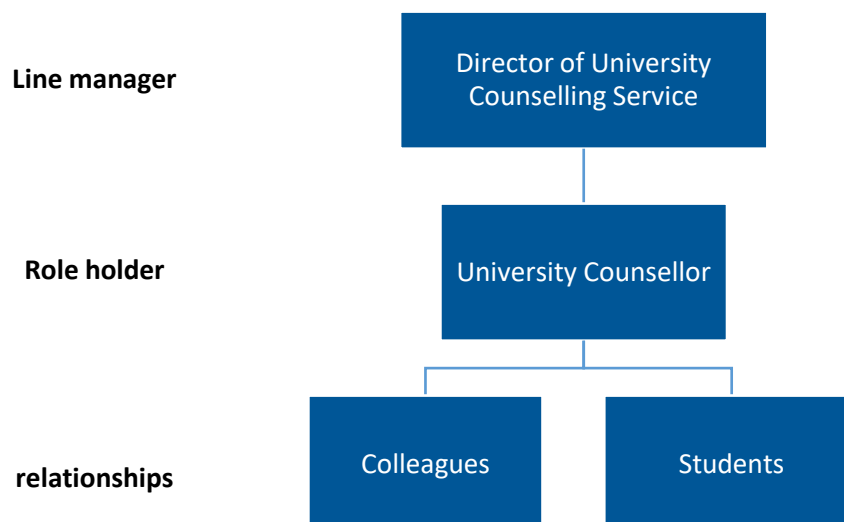 Line manager
Director of University
Counselling Service
Role holder
University Counsellor
relationships
Colleagues
Students